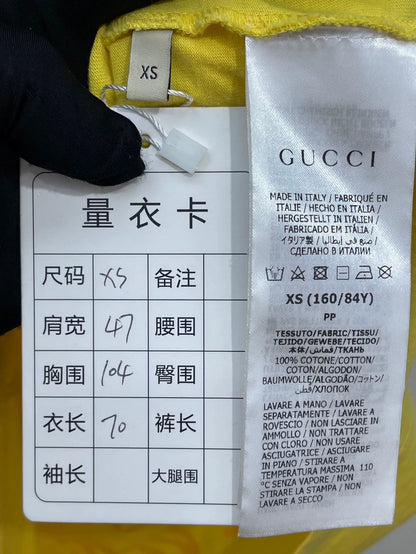 XS
量衣卡
尺码 XS 备注
肩宽 47 腰围
胸围 104 臀围
衣长 70 裤长
袖长 大腿围
GUCCI
MADE IN ITALY / FABRIQUÉ EN
ITALIE / HECHO EN ITALIA /
HERGESTELLT IN ITALIEN /
FABRICADO EM ITÁLIA /
イタリア製 / صنع في إيطاليا /
СДЕЛАНО В ИТАЛИИ
XS (160/84Y)
PP
TESSUTO/FABRIC/TISSU/
TEJIDO/GEWEBE/TECIDO/
本体/قماش/ТКАНЬ
100% COTONE/COTTON/
COTON/ALGODON/
BAUMWOLLE/ALGODÃO/コットン/
قطن/ХЛОПОК
LAVARE A MANO / LAVARE
SEPARATAMENTE / LAVARE A
ROVESCIO / NON LASCIARE IN
AMMOLLO / NON TRATTARE
CON CLORO / NON USARE
ASCIUGATRICE / ASCIUGARE
IN PIANO / STIRARE A
TEMPERATURA MASSIMA 110
°C SENZA VAPORE / NON
STIRARE LA STAMPA / NON
LAVARE A SECCO